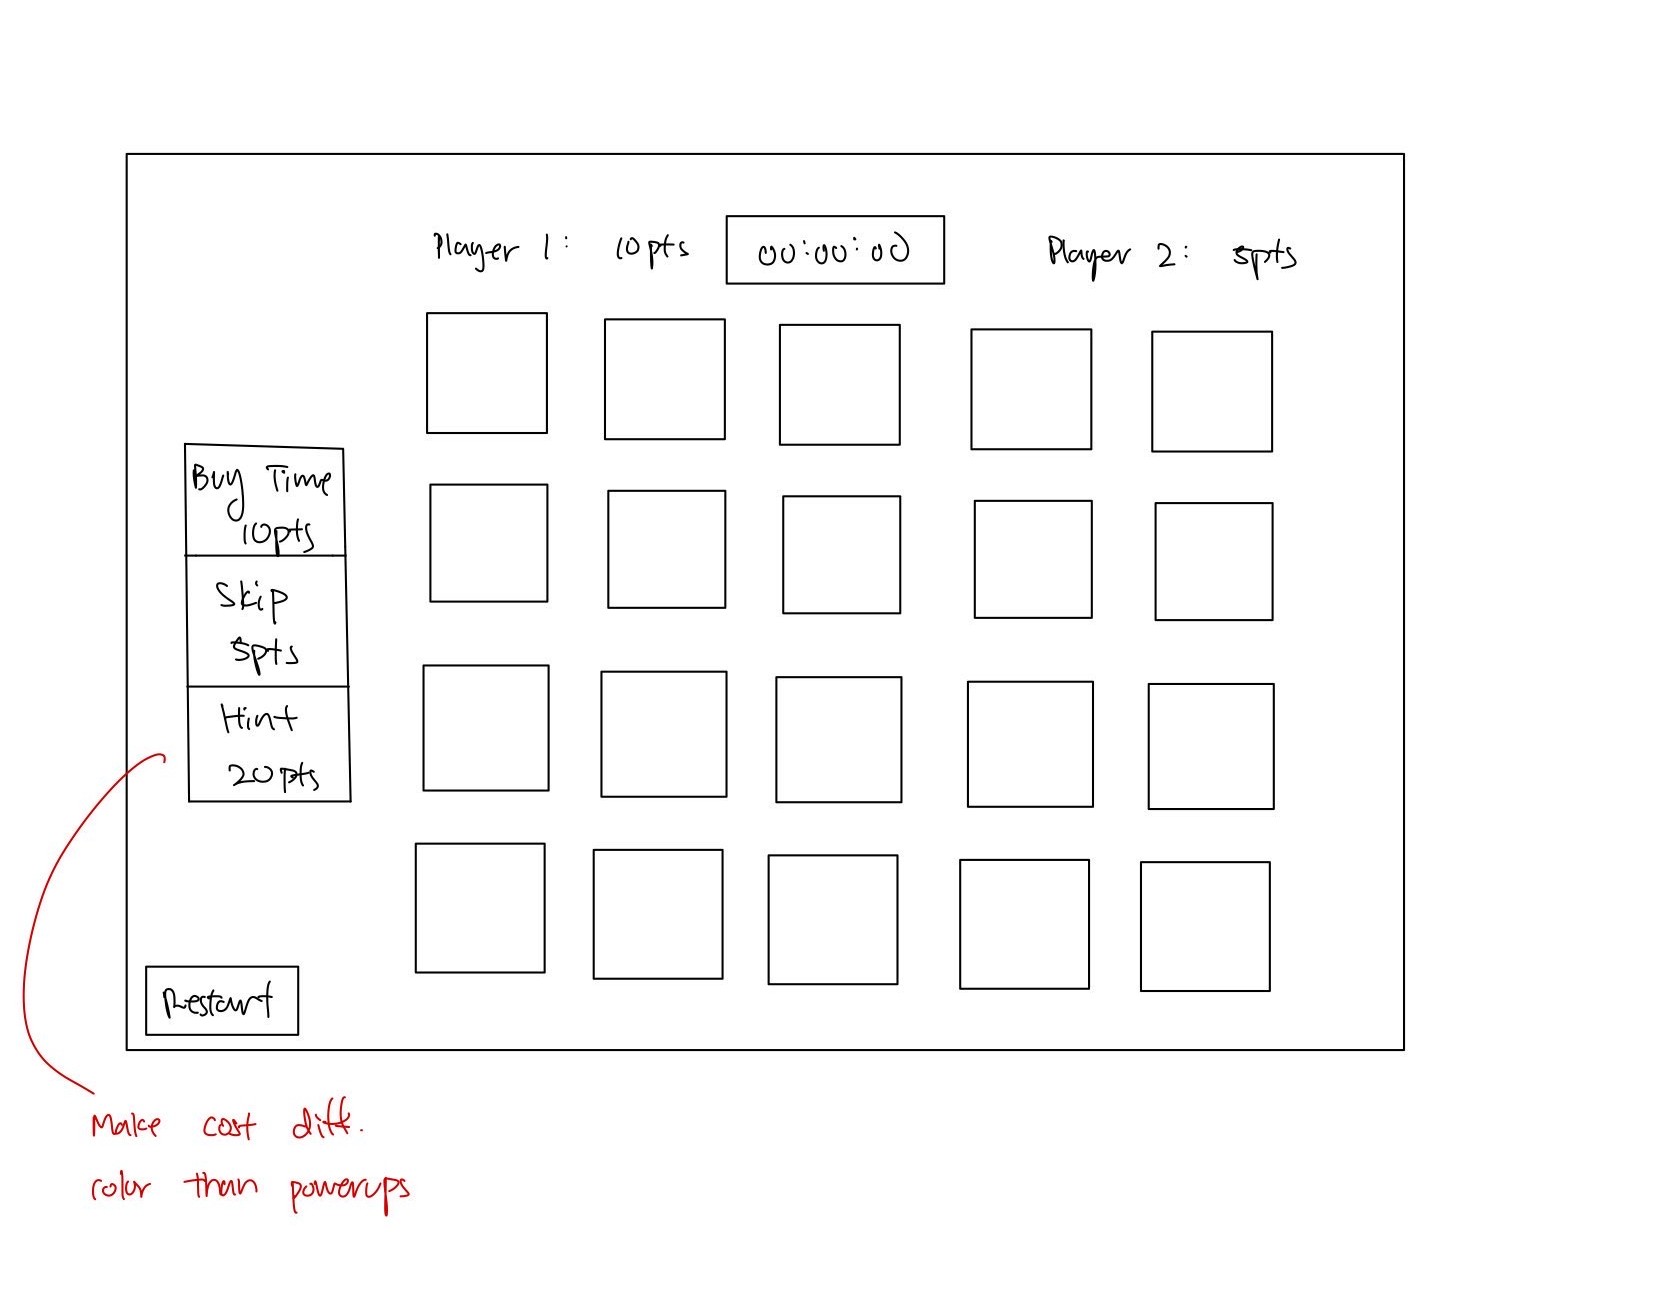 Player 1: 10pts
00:00:00
Player 2: 5pts
Buy Time
10pts
Skip
5pts
Hint
20pts
Restart
Make cost diff.
color than powerups